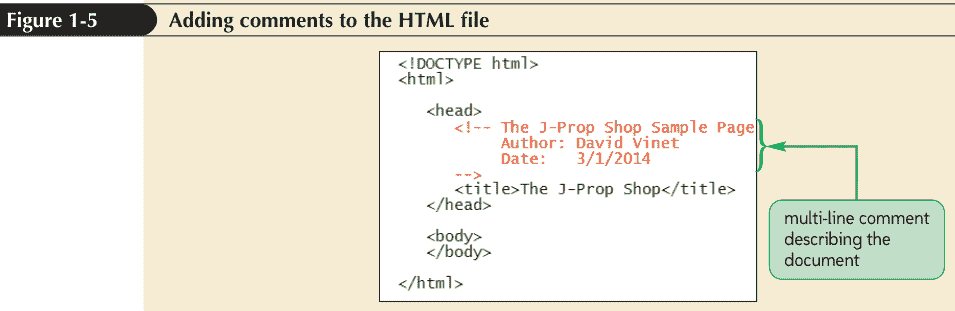 Figure 1-5 Adding comments to the HTML file
<!DOCTYPE html>
<html>
<head>
<!-- The J-Prop Shop Sample Page
Author: David Vinet
Date: 3/1/2014
-->
<title>The J-Prop Shop</title>
</head>
<body>
</body>
</html>
multi-line comment
describing the
document